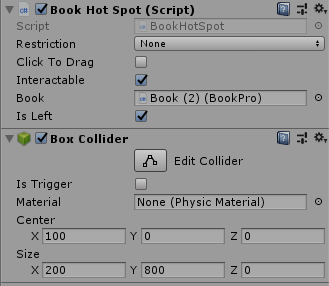 Book Hot Spot (Script)
Script BookHotSpot
Restriction None
Click To Drag
Interactable
Book Book (2) (BookPro)
Is Left
Box Collider
Edit Collider
Is Trigger
Material None (Physic Material)
Center
X 100 Y 0 Z 0
Size
X 200 Y 800 Z 0